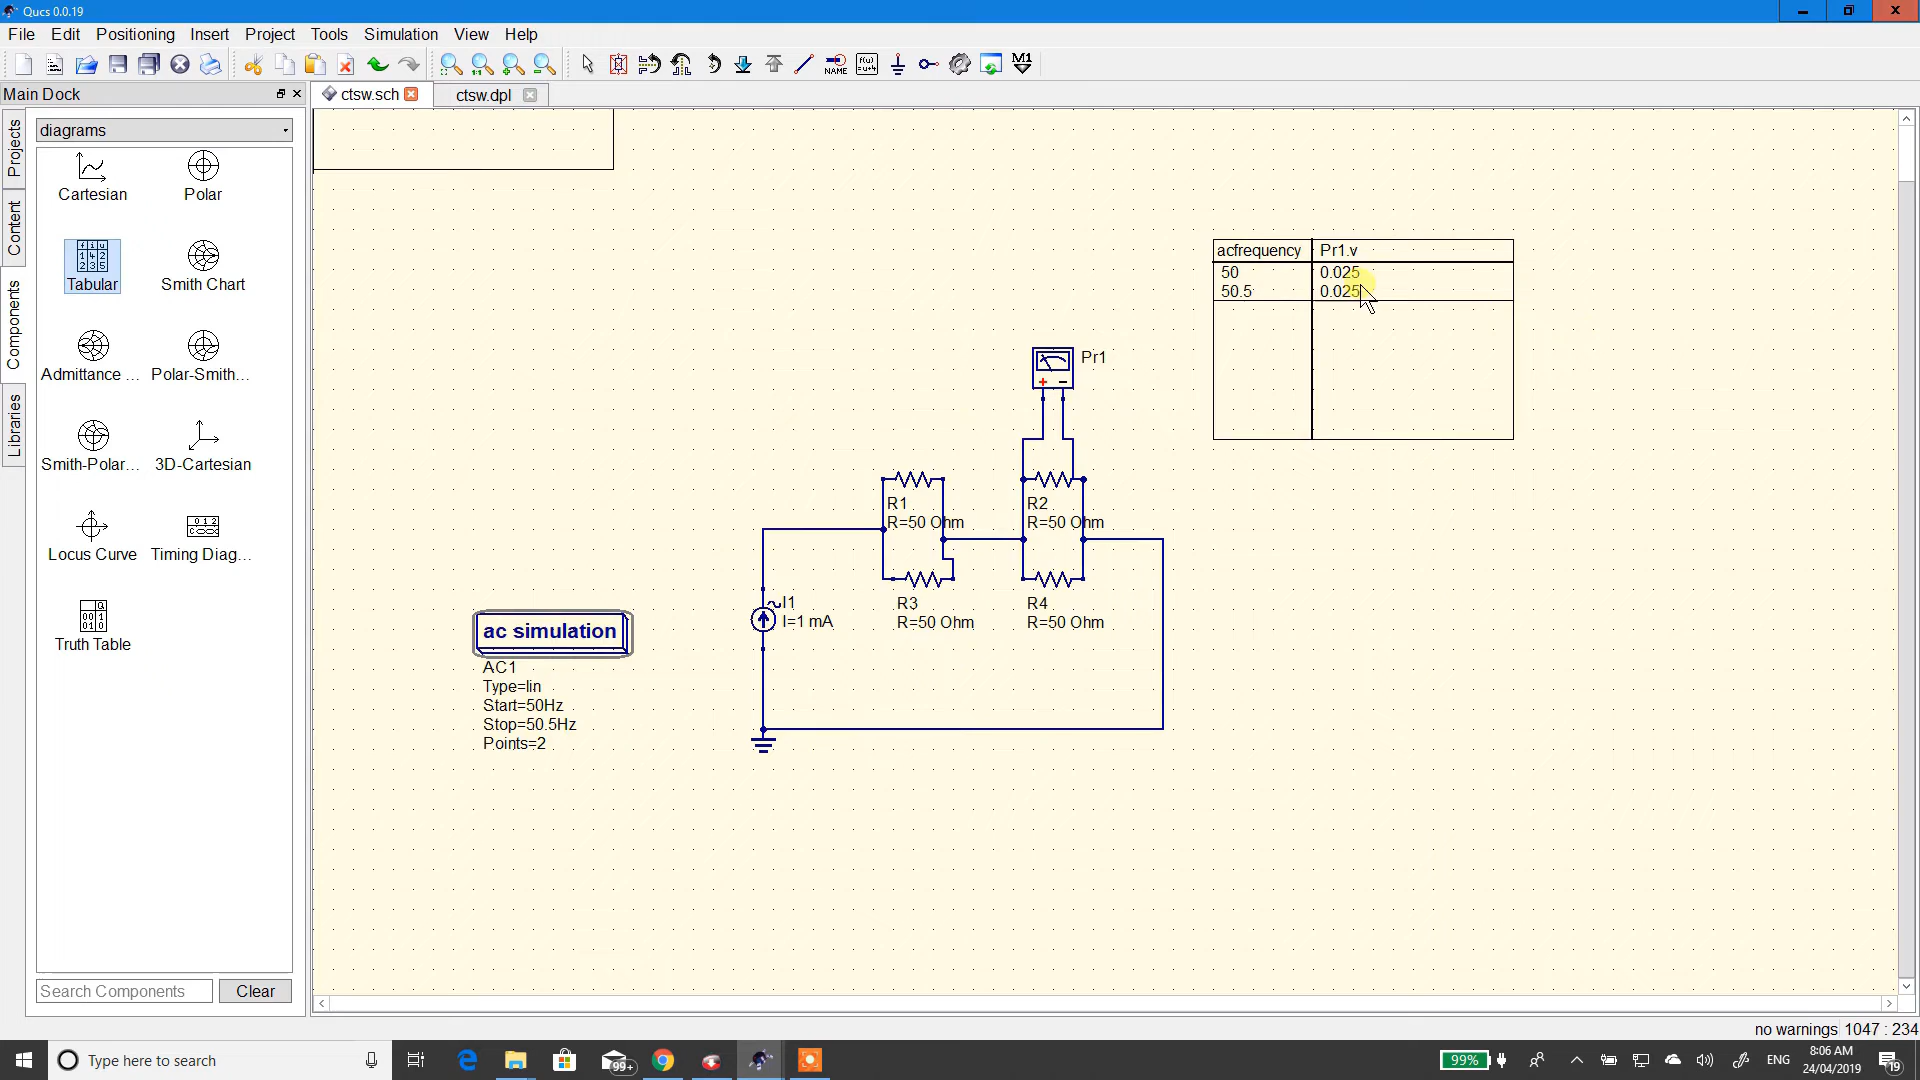 Qucs 0.0.19
File Edit Positioning Insert Project Tools Simulation View Help
NAME
M1
Main Dock
ctsw.sch
ctsw.dpl
Projects
Content
Components
Libraries
diagrams
Cartesian Polar
Tabular Smith Chart
Admittance ... Polar-Smith...
Smith-Polar... 3D-Cartesian
Locus Curve Timing Diag...
Truth Table
Search Components Clear
acfrequency Pr1.v
50 0.025
50.5 0.025
Pr1
R1
R=50 Ohm
R2
R=50 Ohm
R3
R=50 Ohm
R4
R=50 Ohm
I1
I=1 mA
ac simulation
AC1
Type=lin
Start=50Hz
Stop=50.5Hz
Points=2
no warnings 1047 : 234
Type here to search
99+
99%
ENG
8:06 AM
24/04/2019
19